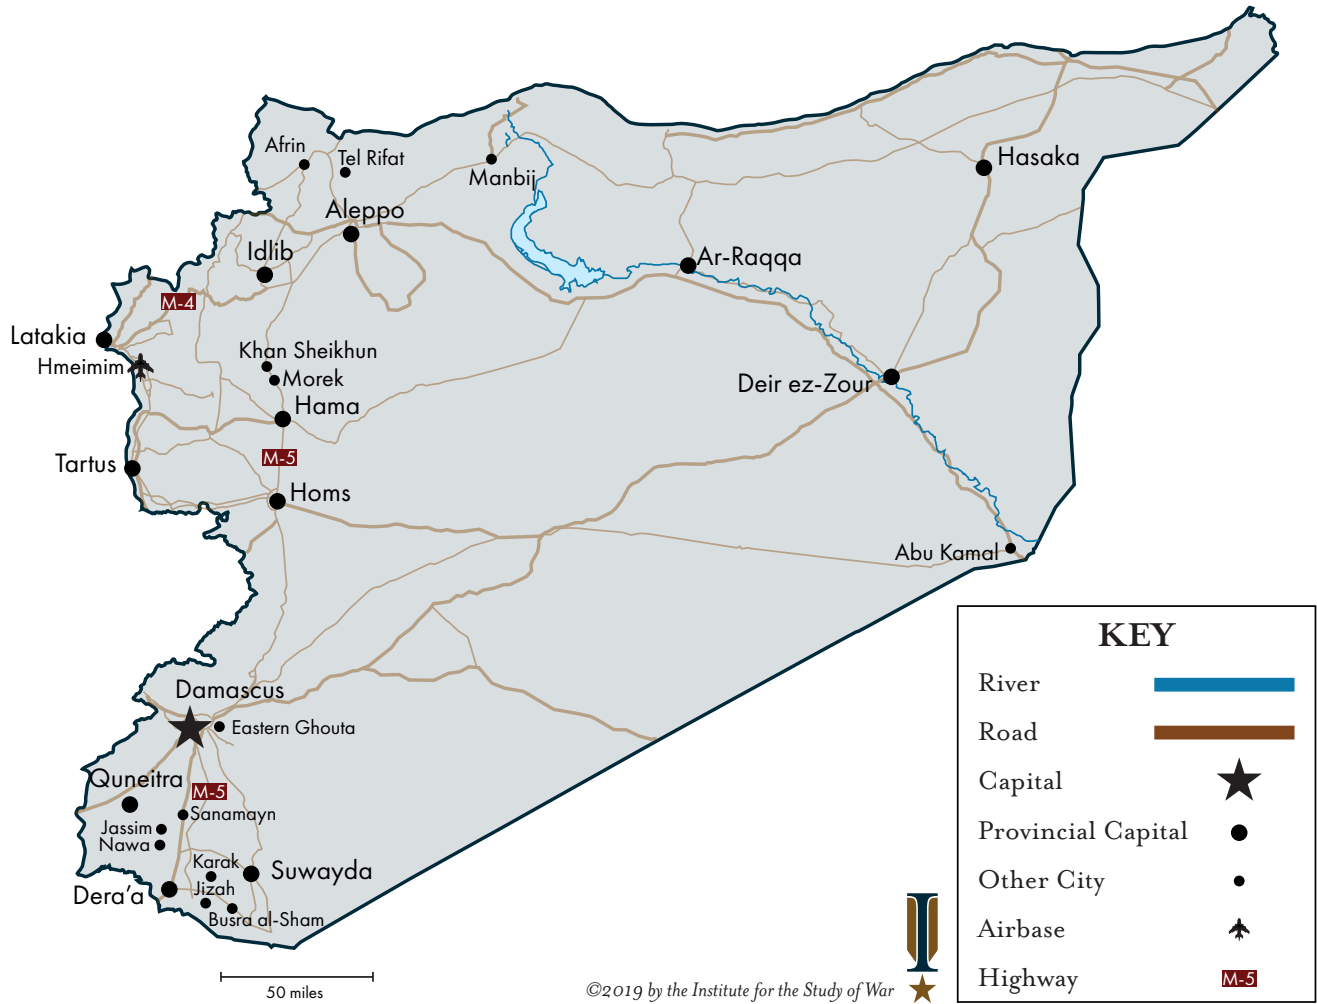 Afrin
Tel Rifat
Hasaka
Manbij
Aleppo
Idlib
Ar-Raqqa
M-4
Latakia
Khan Sheikhun
Hmeimim
Morek
Deir ez-Zour
Hama
M-5
Tartus
Homs
Abu Kamal
Damascus
Eastern Ghouta
Quneitra
M-5
Sanamayn
Jassim
Nawa
Karak
Suwayda
Jizah
Dera'a
Busra al-Sham
50 miles
©2019 by the Institute for the Study of War
KEY
River
Road
Capital
Provincial Capital
Other City
Airbase
Highway M-5